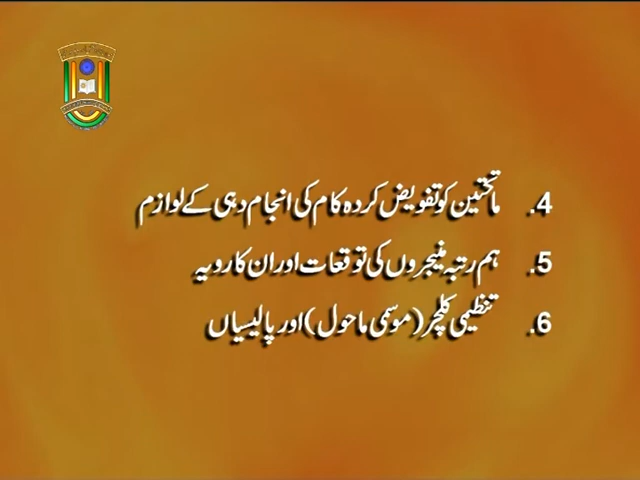 4. ماتحتین کو تفویض کردہ کام کی انجام دہی کے لوازم
5. ہم رتبہ منیجروں کی توقعات اور ان کا رویہ
6. تنظیمی کلچر (موسمی ماحول) اور پالیسیاں